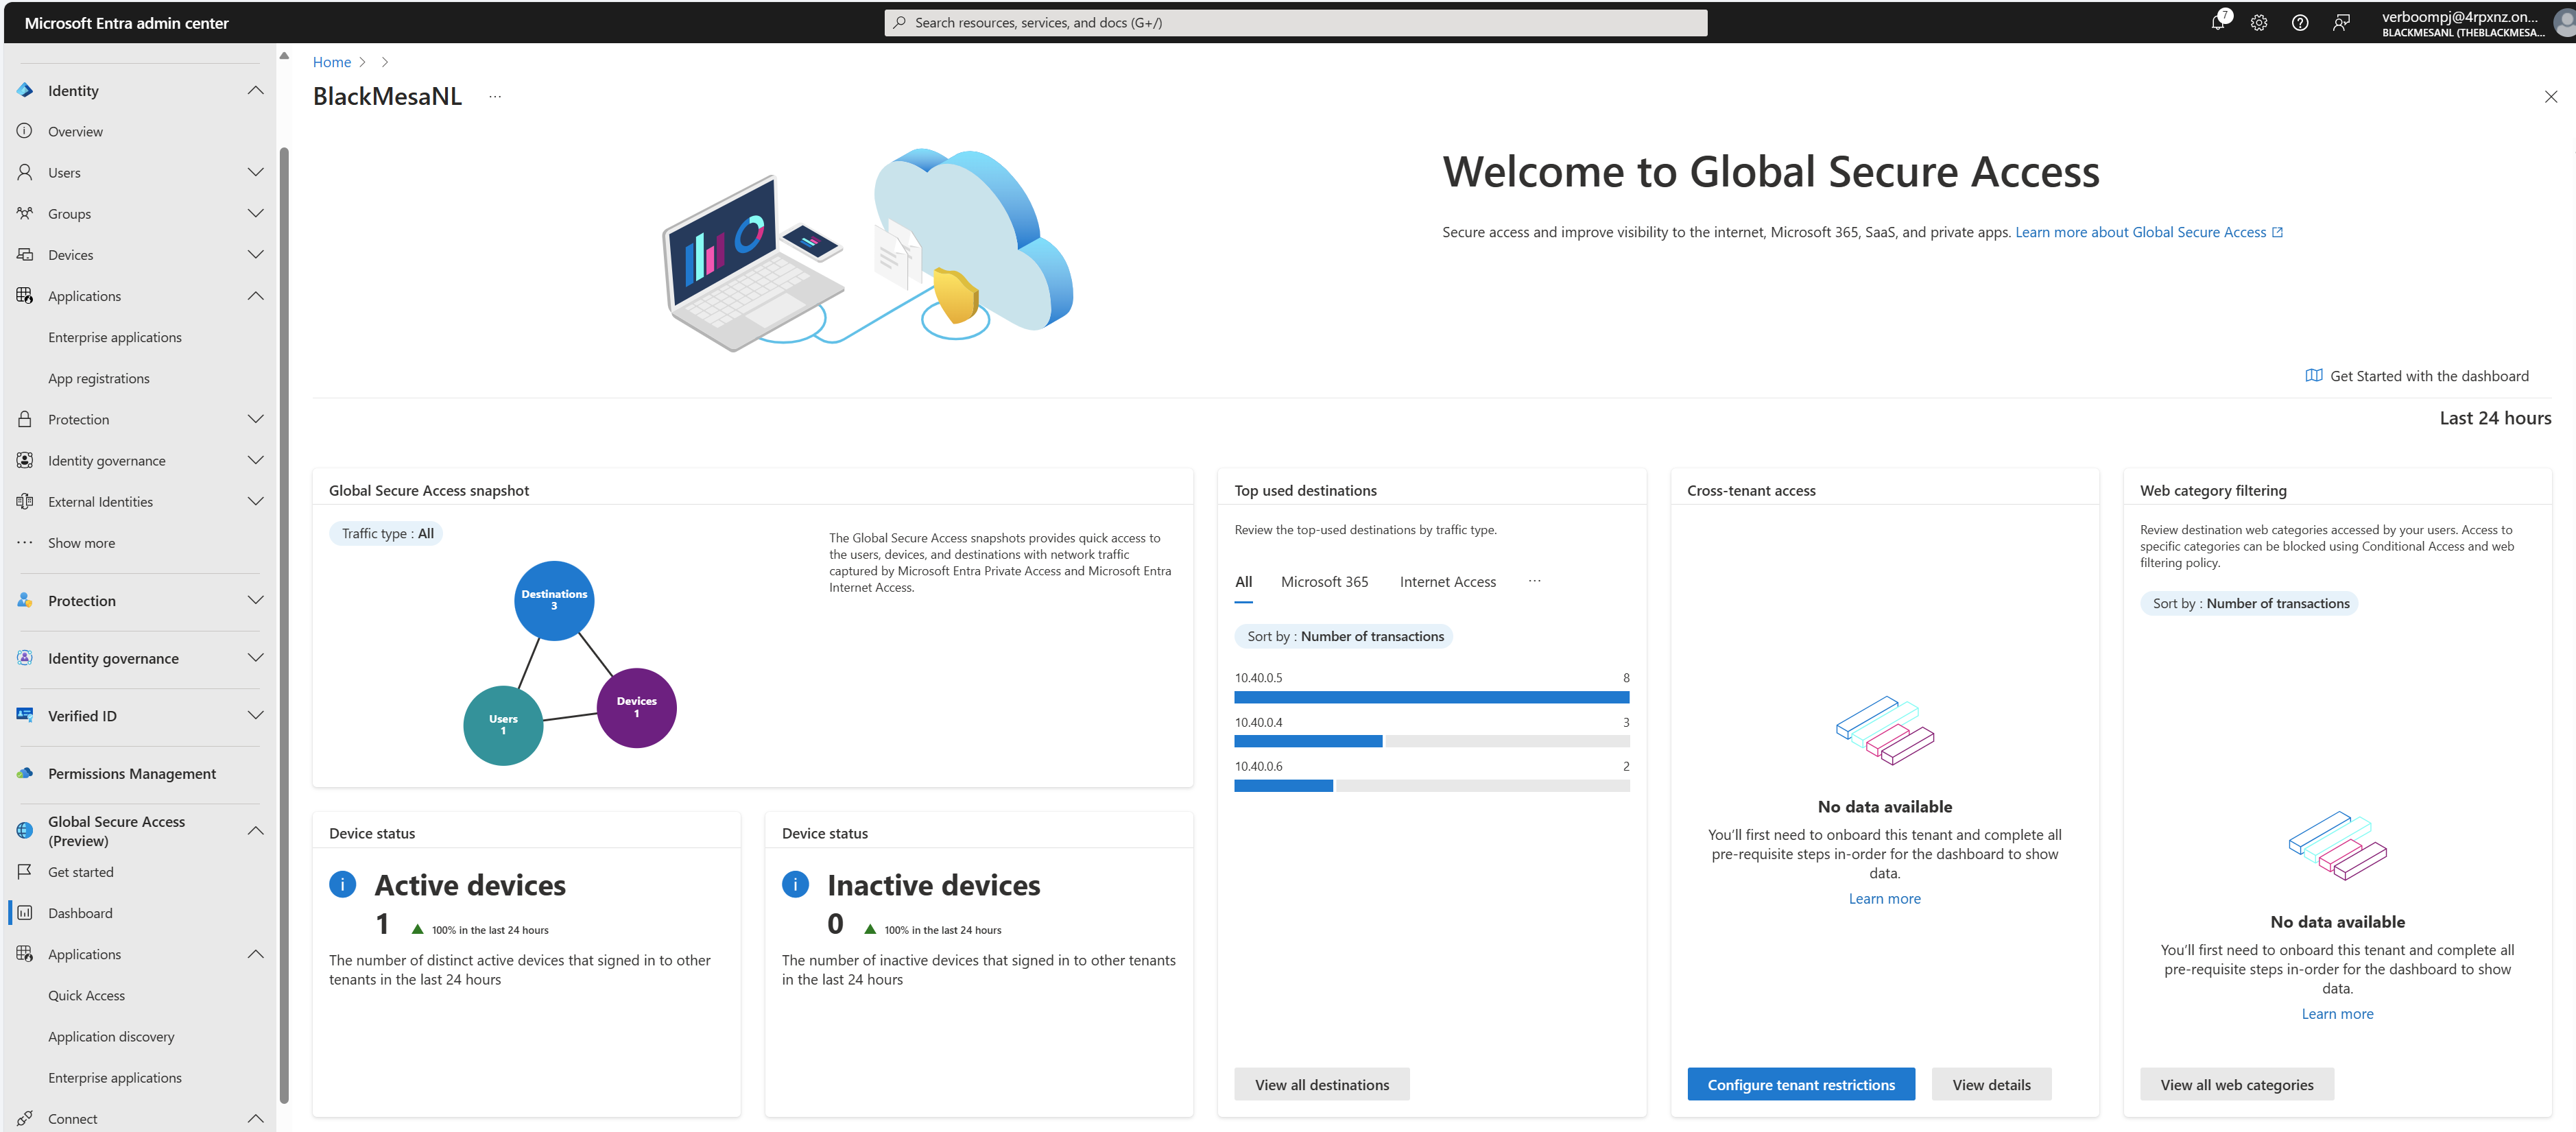 Microsoft Entra admin center
Search resources, services, and docs (G+/)
7
verboompj@4rpxnz.on...
BLACKMESANL (THEBLACKMESA...
Identity
Overview
Users
Groups
Devices
Applications
Enterprise applications
App registrations
Protection
Identity governance
External Identities
Show more
Protection
Identity governance
Verified ID
Permissions Management
Global Secure Access
(Preview)
Get started
Dashboard
Applications
Quick Access
Application discovery
Enterprise applications
Connect
Home
BlackMesaNL
Welcome to Global Secure Access
Secure access and improve visibility to the internet, Microsoft 365, SaaS, and private apps. Learn more about Global Secure Access
Get Started with the dashboard
Last 24 hours
Global Secure Access snapshot
Traffic type : All
The Global Secure Access snapshots provides quick access to
the users, devices, and destinations with network traffic
captured by Microsoft Entra Private Access and Microsoft Entra
Internet Access.
Destinations
3
Devices
1
Users
1
Device status
Active devices
1
100% in the last 24 hours
The number of distinct active devices that signed in to other
tenants in the last 24 hours
Device status
Inactive devices
0
100% in the last 24 hours
The number of inactive devices that signed in to other tenants
in the last 24 hours
Top used destinations
Review the top-used destinations by traffic type.
All Microsoft 365 Internet Access ...
Sort by : Number of transactions
10.40.0.5 8
10.40.0.4 3
10.40.0.6 2
View all destinations
Cross-tenant access
No data available
You'll first need to onboard this tenant and complete all
pre-requisite steps in-order for the dashboard to show
data.
Learn more
Configure tenant restrictions
View details
Web category filtering
Review destination web categories accessed by your users. Access to
specific categories can be blocked using Conditional Access and web
filtering policy.
Sort by : Number of transactions
No data available
You'll first need to onboard this tenant and complete all
pre-requisite steps in-order for the dashboard to show
data.
Learn more
View all web categories